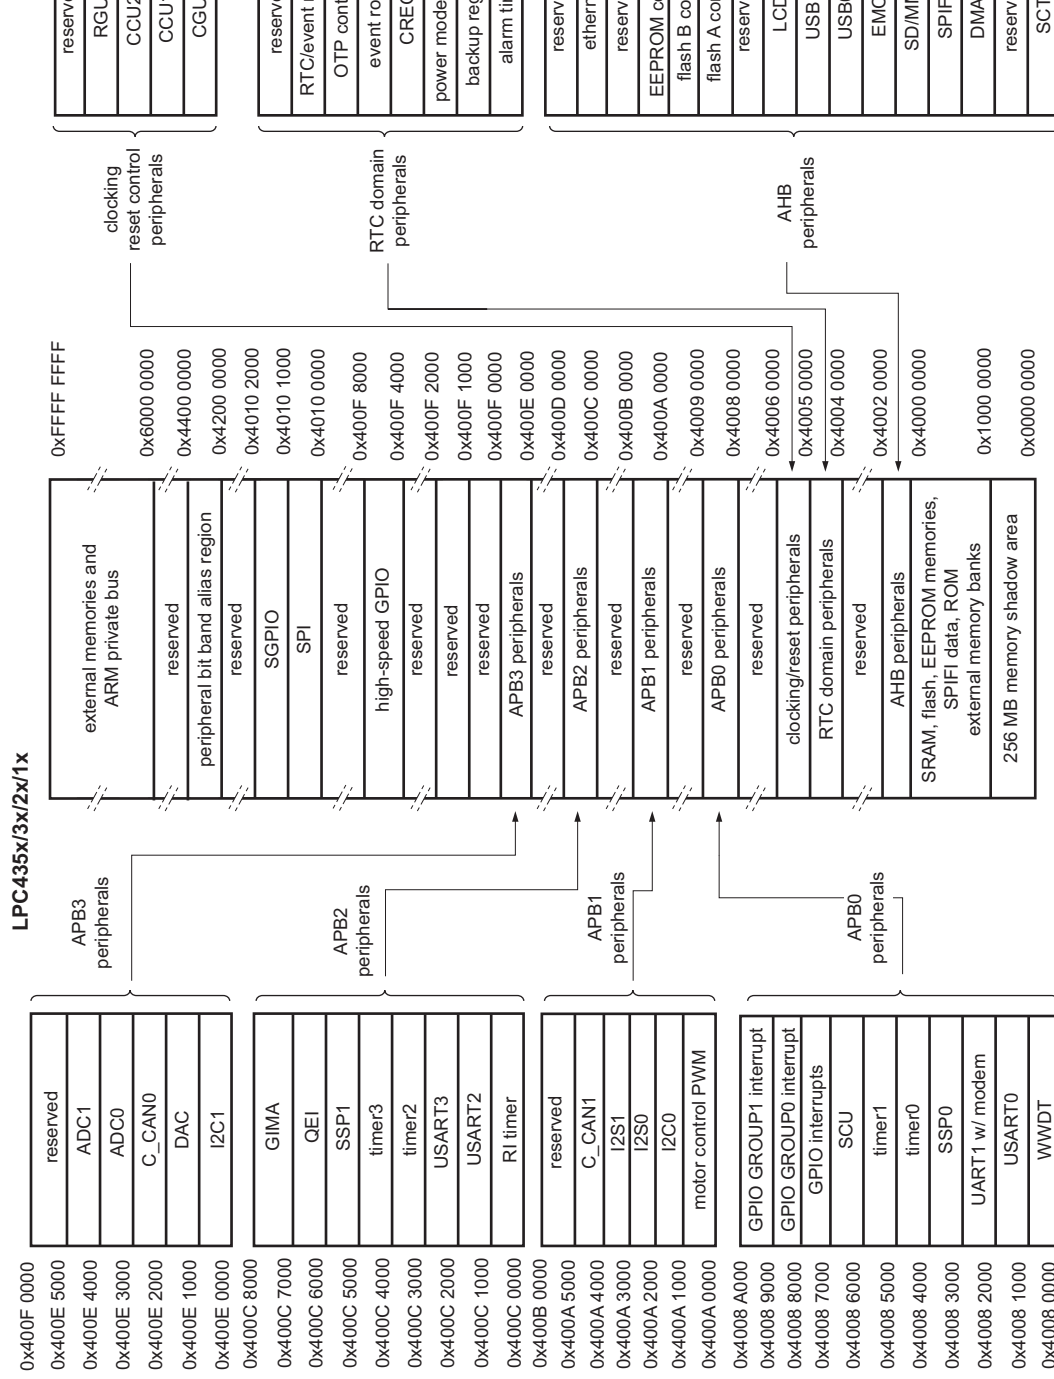 LPC435x/3x/2x/1x
0x400F 0000
0x400E 5000
0x400E 4000
0x400E 3000
0x400E 2000
0x400E 1000
0x400E 0000
0x400C 8000
0x400C 7000
0x400C 6000
0x400C 5000
0x400C 4000
0x400C 3000
0x400C 2000
0x400C 1000
0x400C 0000
0x400B 0000
0x400A 5000
0x400A 4000
0x400A 3000
0x400A 2000
0x400A 1000
0x400A 0000
0x4008 A000
0x4008 9000
0x4008 8000
0x4008 7000
0x4008 6000
0x4008 5000
0x4008 4000
0x4008 3000
0x4008 2000
0x4008 1000
0x4008 0000
reserved
ADC1
ADC0
C_CAN0
DAC
I2C1
GIMA
QEI
SSP1
timer3
timer2
USART3
USART2
RI timer
reserved
C_CAN1
I2S1
I2S0
I2C0
motor control PWM
GPIO GROUP1 interrupt
GPIO GROUP0 interrupt
GPIO interrupts
SCU
timer1
timer0
SSP0
UART1 w/ modem
USART0
WWDT
APB3
peripherals
APB2
peripherals
APB1
peripherals
APB0
peripherals
external memories and
ARM private bus
reserved
peripheral bit band alias region
reserved
SGPIO
SPI
reserved
high-speed GPIO
reserved
reserved
reserved
APB3 peripherals
reserved
APB2 peripherals
reserved
APB1 peripherals
reserved
APB0 peripherals
reserved
clocking/reset peripherals
RTC domain peripherals
reserved
AHB peripherals
SRAM, flash, EEPROM memories,
SPIFI data, ROM
external memory banks
256 MB memory shadow area
0xFFFF FFFF
0x6000 0000
0x4400 0000
0x4200 0000
0x4010 2000
0x4010 1000
0x4010 0000
0x400F 8000
0x400F 4000
0x400F 2000
0x400F 1000
0x400F 0000
0x400E 0000
0x400D 0000
0x400C 0000
0x400B 0000
0x400A 0000
0x4009 0000
0x4008 0000
0x4006 0000
0x4005 0000
0x4004 0000
0x4002 0000
0x4000 0000
0x1000 0000
0x0000 0000
clocking
reset control
peripherals
RTC domain
peripherals
AHB
peripherals
RGU
RTC/event
OTP
event
power
backup
alarm
EEPROM
flash B
flash A
LCD
USB
EMC
DMA
SCT